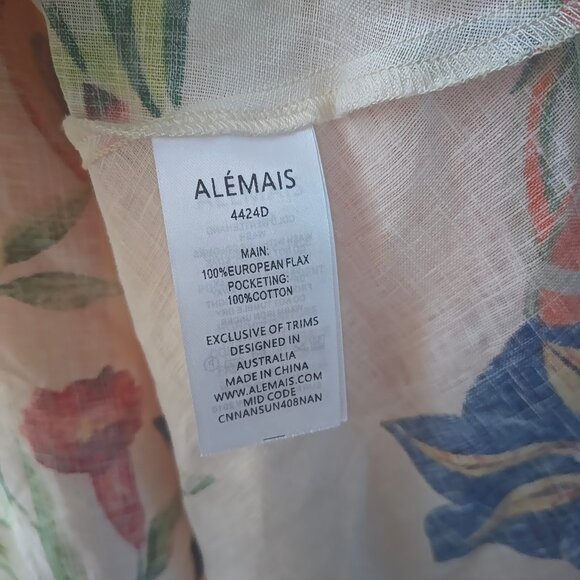 ALÉMAIS
4424D
MAIN:
100%EUROPEAN FLAX
POCKETING:
100%COTTON
EXCLUSIVE OF TRIMS
DESIGNED IN
AUSTRALIA
MADE IN CHINA
WWW.ALEMAIS.COM
MID CODE
CNNANSUN408NAN